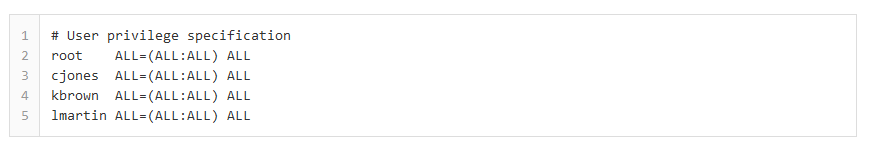 1 # User privilege specification
2 root    ALL=(ALL:ALL) ALL
3 cjones  ALL=(ALL:ALL) ALL
4 kbrown  ALL=(ALL:ALL) ALL
5 lmartin ALL=(ALL:ALL) ALL